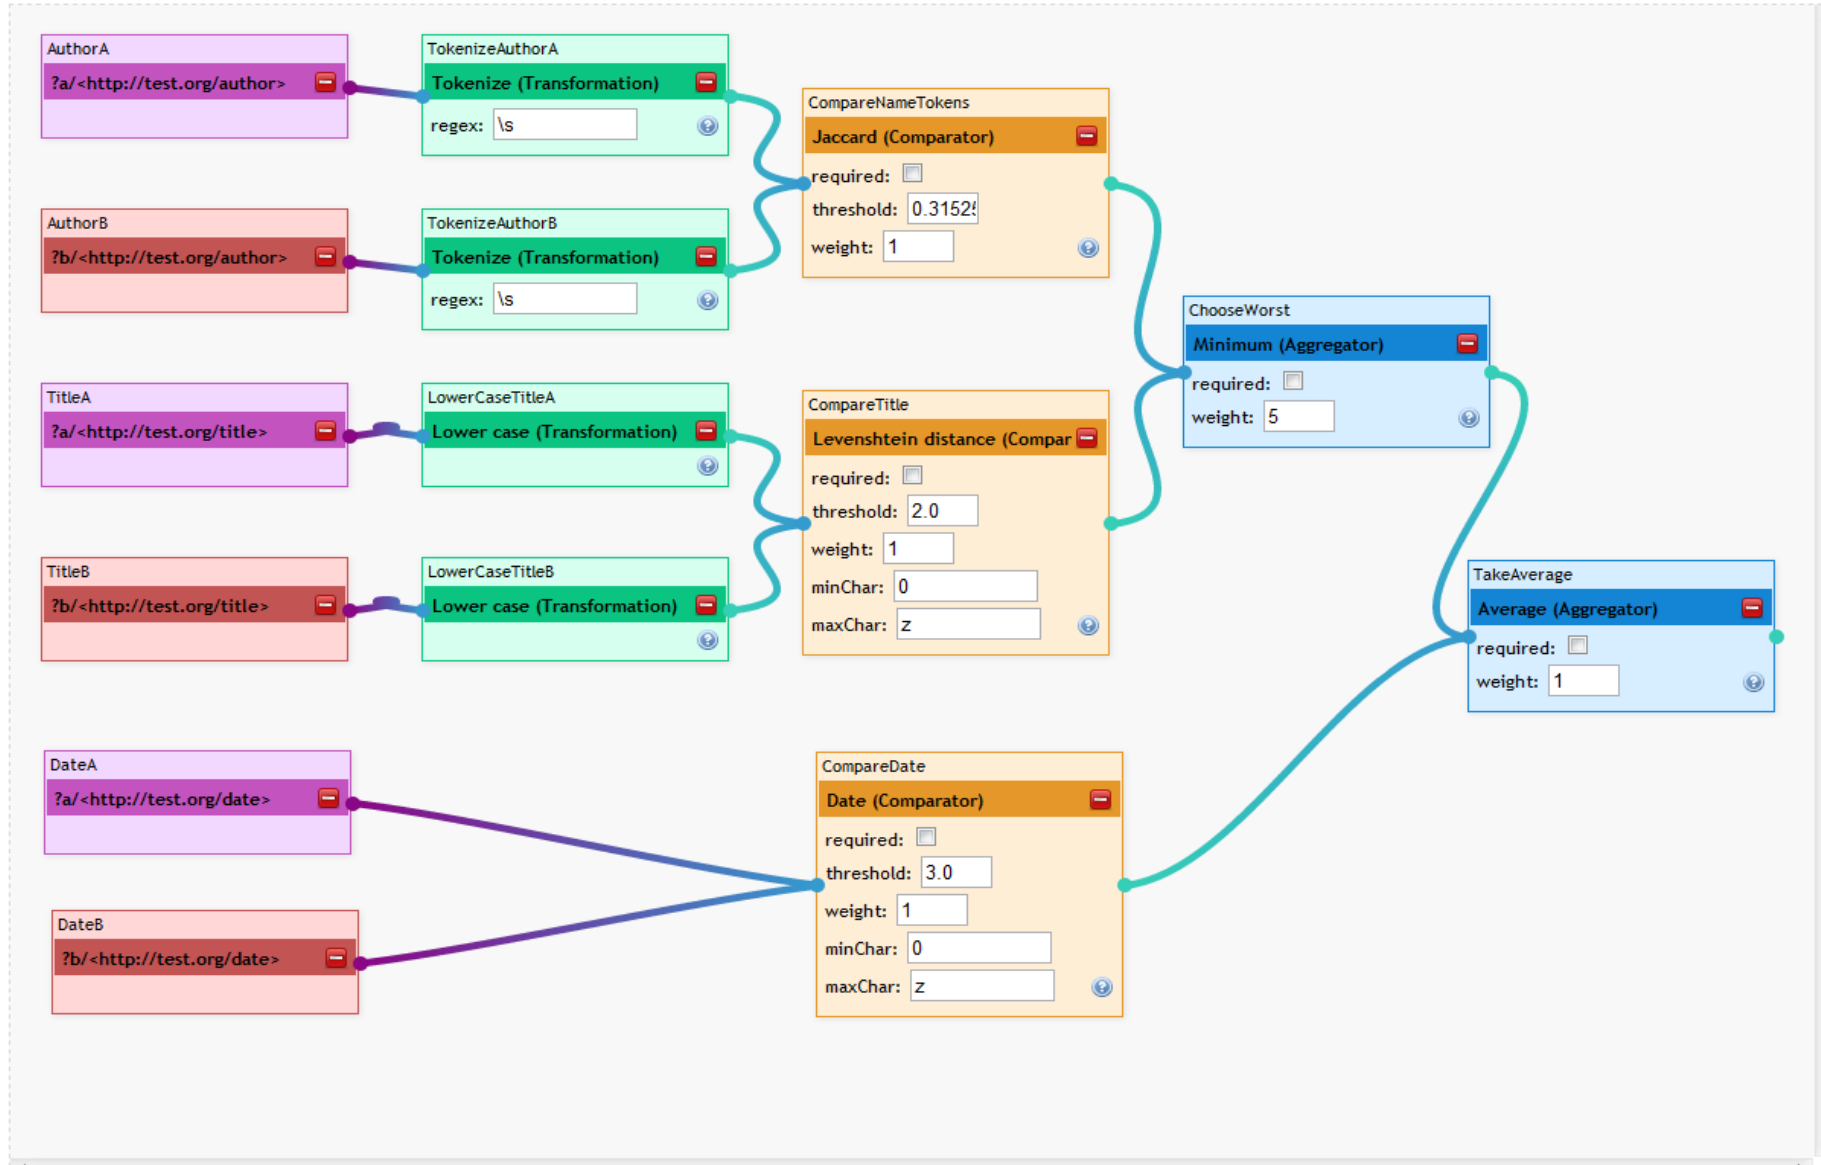 AuthorA
?a/<http://test.org/author>
TokenizeAuthorA
Tokenize (Transformation)
regex: \s
AuthorB
?b/<http://test.org/author>
TokenizeAuthorB
Tokenize (Transformation)
regex: \s
CompareNameTokens
Jaccard (Comparator)
required:
threshold: 0.3152
weight: 1
TitleA
?a/<http://test.org/title>
LowerCaseTitleA
Lower case (Transformation)
TitleB
?b/<http://test.org/title>
LowerCaseTitleB
Lower case (Transformation)
CompareTitle
Levenshtein distance (Compar
required:
threshold: 2.0
weight: 1
minChar: 0
maxChar: z
ChooseWorst
Minimum (Aggregator)
required:
weight: 5
TakeAverage
Average (Aggregator)
required:
weight: 1
DateA
?a/<http://test.org/date>
DateB
?b/<http://test.org/date>
CompareDate
Date (Comparator)
required:
threshold: 3.0
weight: 1
minChar: 0
maxChar: z